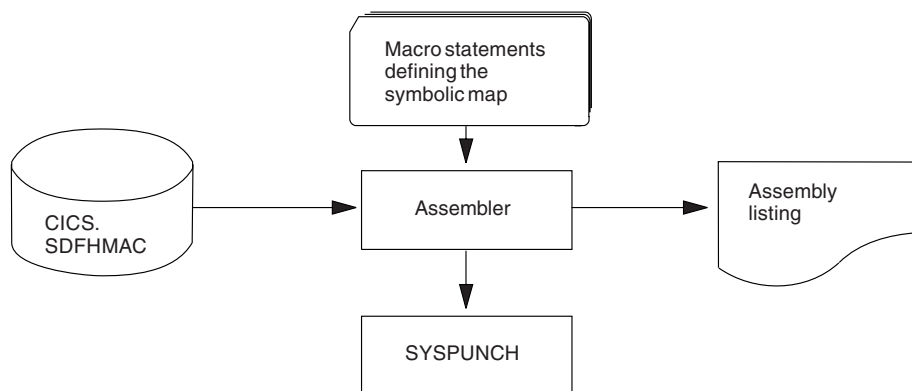 Macro statements
defining the
symbolic map
CICS.
SDFHMAC
Assembler
Assembly
listing
SYSPUNCH